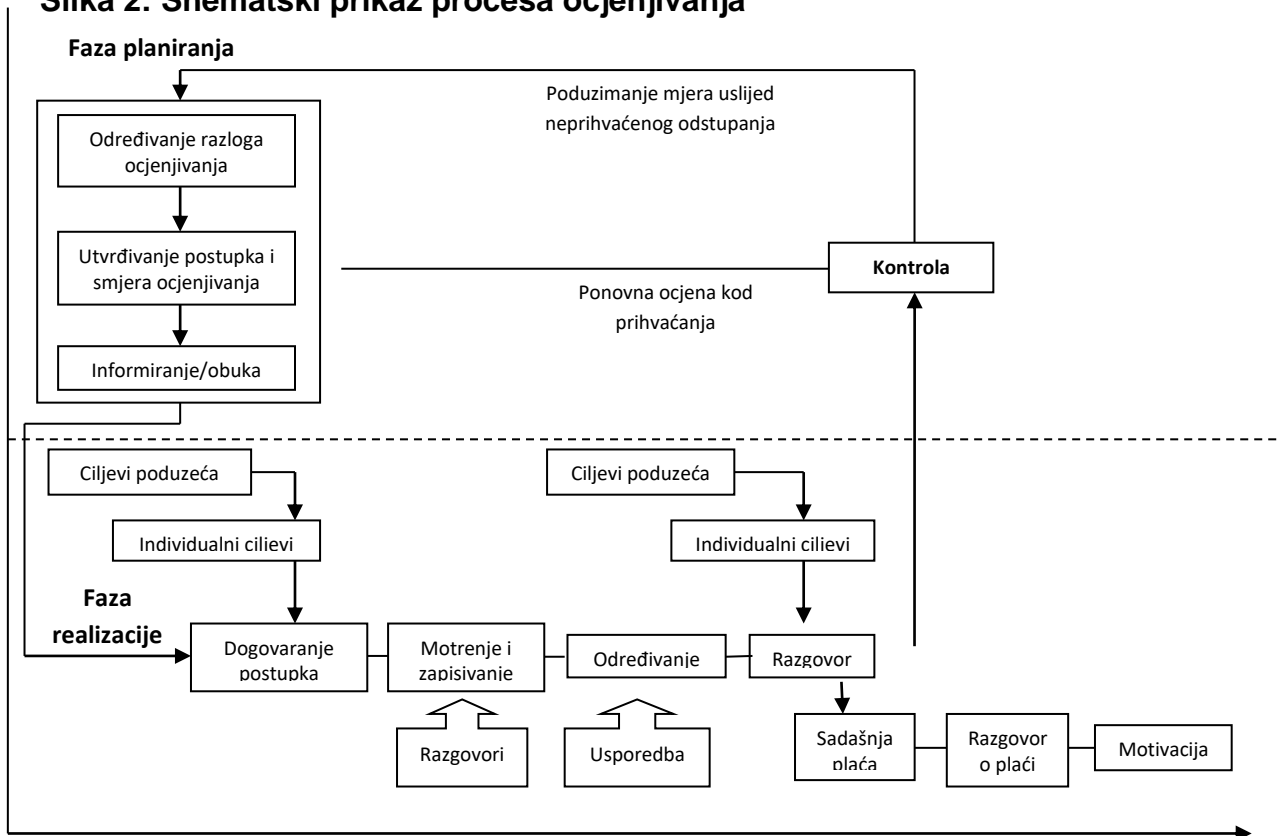 Slika 2: Shematski prikaz procesa ocjenjivanja
Faza planiranja
Poduzimanje mjera uslijed
neprihvaćenog odstupanja
Određivanje razloga
ocjenjivanja
Utvrđivanje postupka i
smjera ocjenjivanja
Kontrola
Ponovna ocjena kod
prihvaćanja
Informiranje/obuka
Ciljevi poduzeća
Ciljevi poduzeća
Individualni cilievi
Individualni cilievi
Faza
realizacije
Dogovaranje
postupka
Motrenje i
zapisivanje
Određivanje
Razgovor
Razgovori
Usporedba
Sadašnja
plaća
Razgovor
o plaći
Motivacija